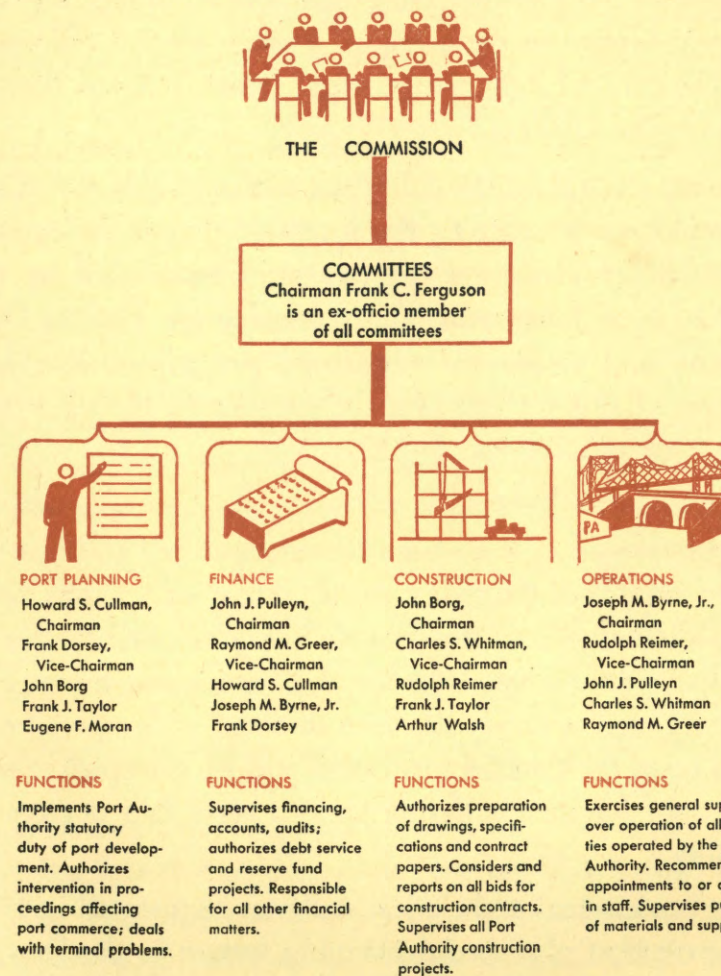 THE COMMISSION
COMMITTEES
Chairman Frank C. Ferguson
is an ex-officio member
of all committees
PORT PLANNING
Howard S. Cullman,
Chairman
Frank Dorsey,
Vice-Chairman
John Borg
Frank J. Taylor
Eugene F. Moran
FUNCTIONS
Implements Port Au-
thority statutory
duty of port develop-
ment. Authorizes
intervention in pro-
ceedings affecting
port commerce; deals
with terminal problems.
FINANCE
John J. Pulleyn,
Chairman
Raymond M. Greer,
Vice-Chairman
Howard S. Cullman
Joseph M. Byrne, Jr.
Frank Dorsey
FUNCTIONS
Supervises financing,
accounts, audits;
authorizes debt service
and reserve fund
projects. Responsible
for all other financial
matters.
CONSTRUCTION
John Borg,
Chairman
Charles S. Whitman,
Vice-Chairman
Rudolph Reimer
Frank J. Taylor
Arthur Walsh
FUNCTIONS
Authorizes preparation
of drawings, specifi-
cations and contract
papers. Considers and
reports on all bids for
construction contracts.
Supervises all Port
Authority construction
projects.
PA
OPERATIONS
Joseph M. Byrne, Jr.,
Chairman
Rudolph Reimer,
Vice-Chairman
John J. Pulleyn
Charles S. Whitman
Raymond M. Greer
FUNCTIONS
Exercises general
over operation of all
operated by the
Authority.
appointments to or
in staff. Supervises
of materials and